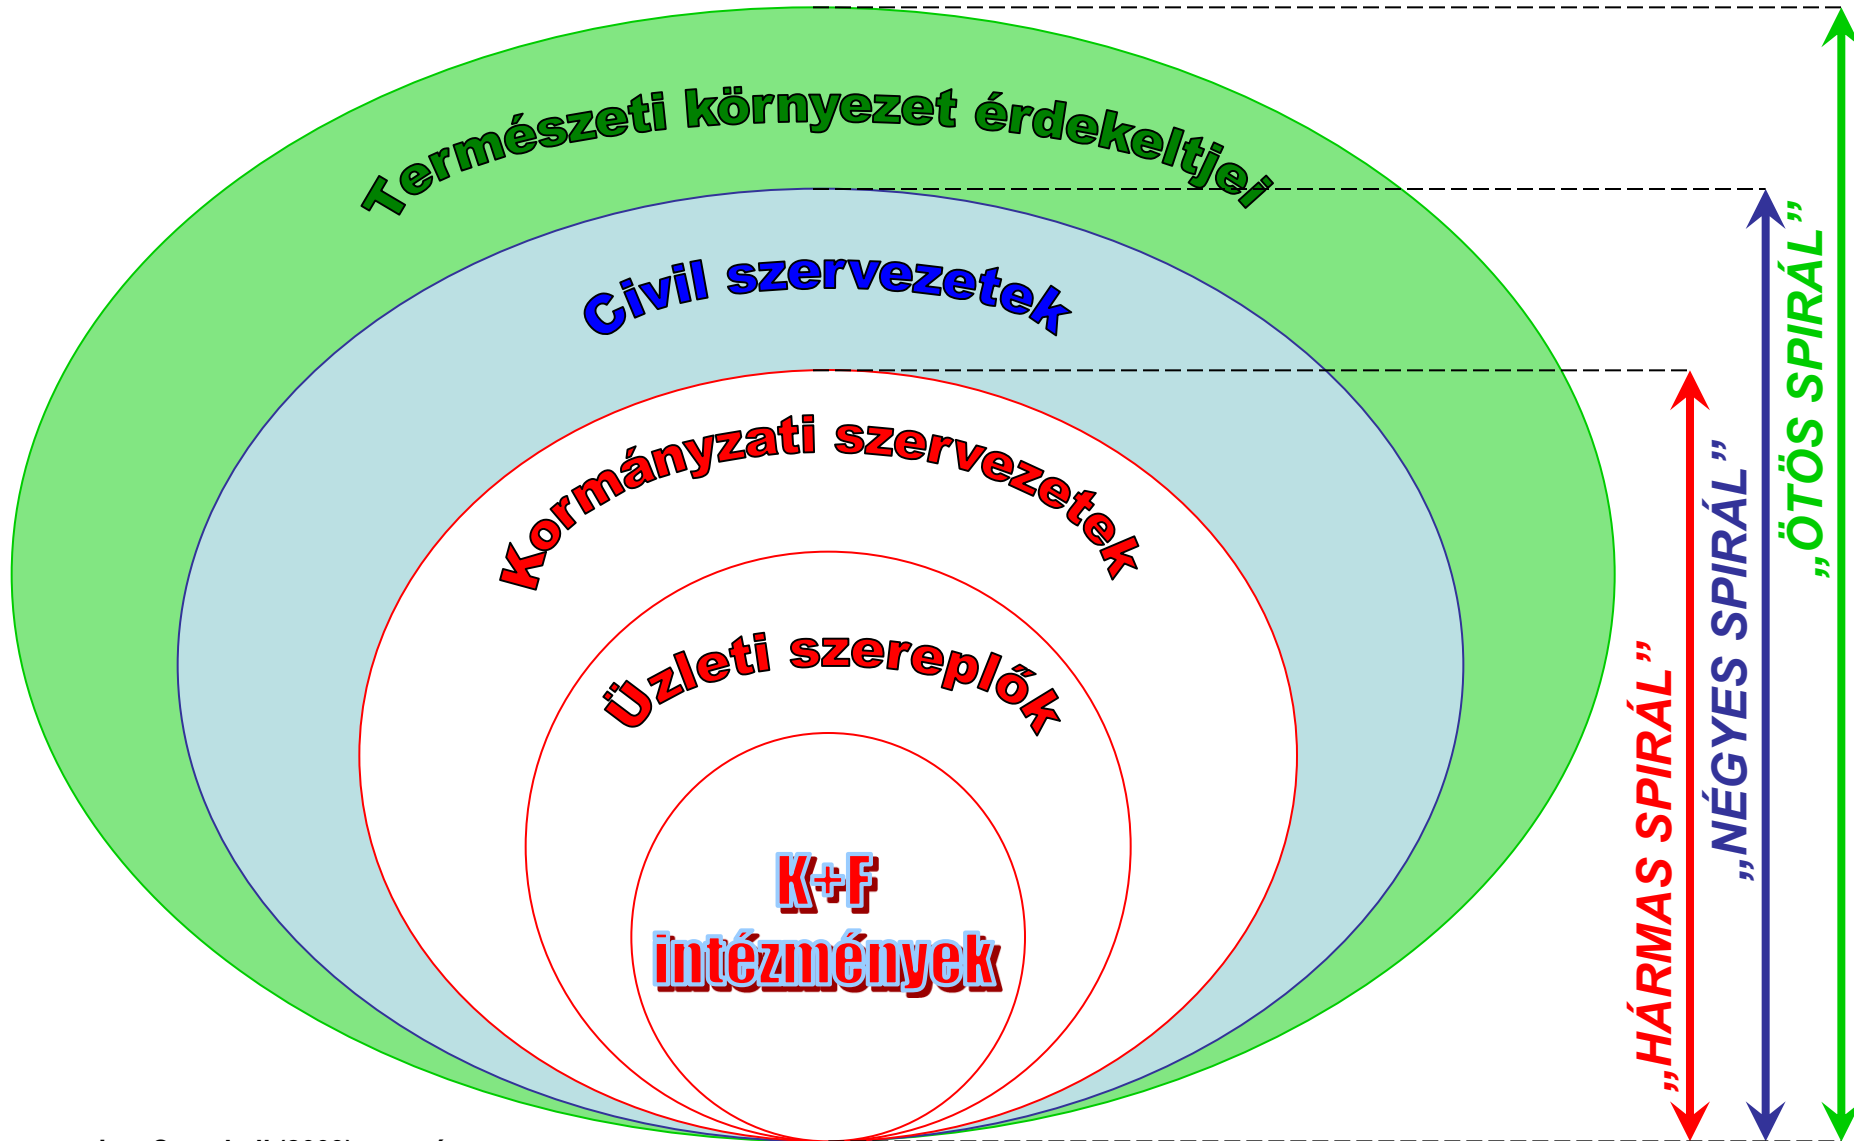 Természeti környezet érdekeltjei
Civil szervezetek
Kormányzati szervezetek
Üzleti szereplők
K+F
intézmények
„HÁRMAS SPIRÁL”
„NÉGYES SPIRÁL”
„ÖTÖS SPIRÁL”